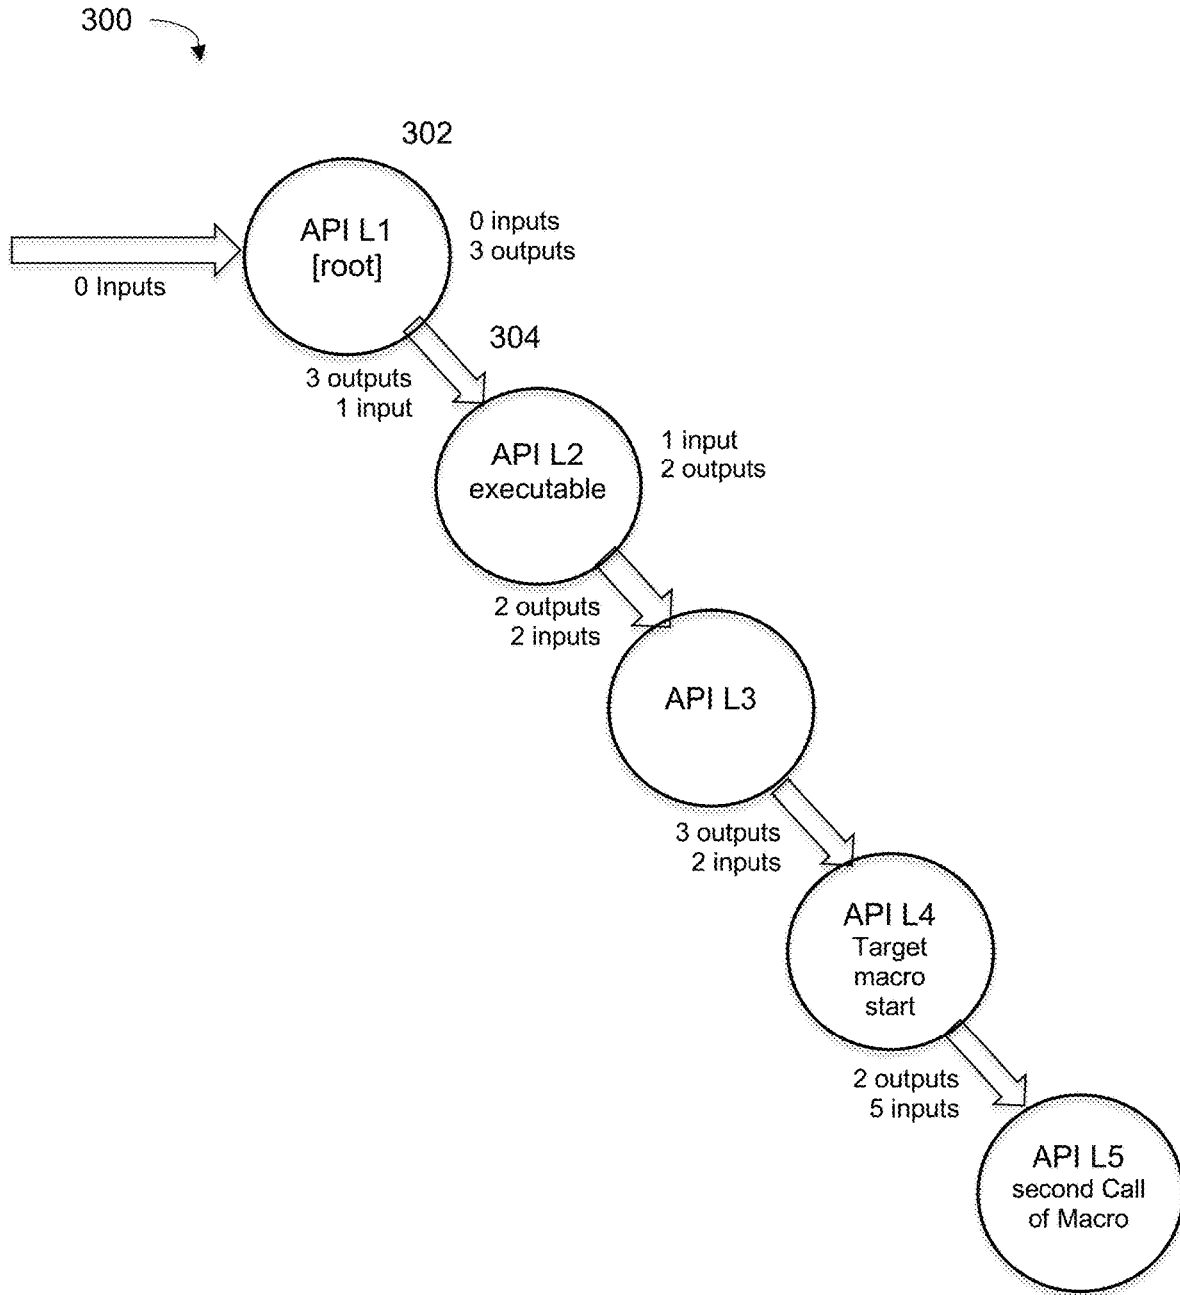 300
302
API L1
[root]
0 inputs
3 outputs
0 Inputs
304
3 outputs
1 input
API L2
executable
1 input
2 outputs
2 outputs
2 inputs
API L3
3 outputs
2 inputs
API L4
Target
macro
start
2 outputs
5 inputs
API L5
second Call
of Macro